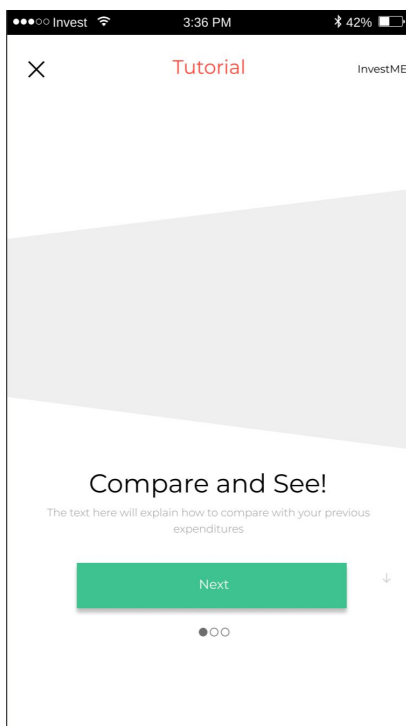 Invest 3:36 PM 42%
Tutorial InvestME
Compare and See!
The text here will explain how to compare with your previous
expenditures
Next